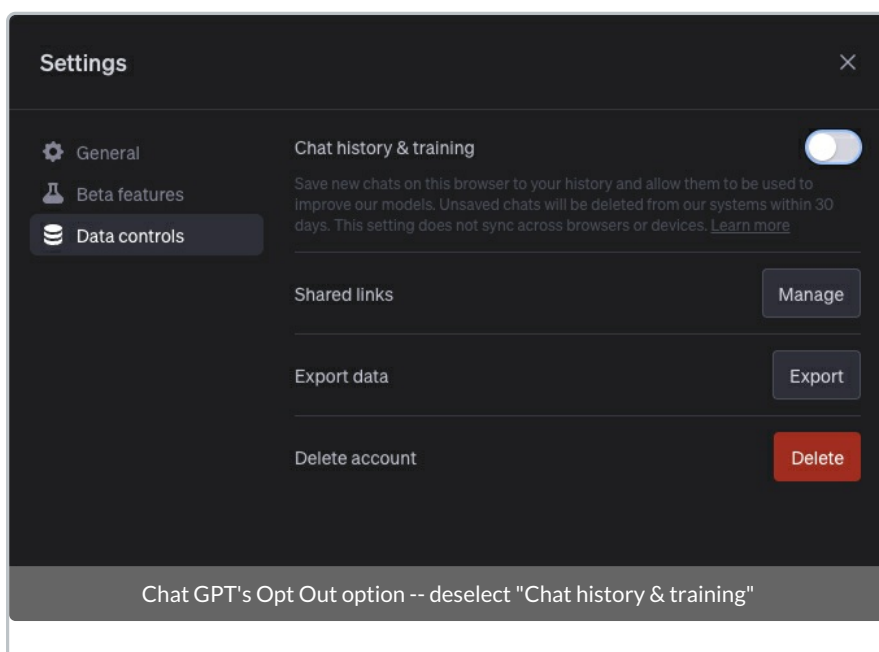 Settings
General
Beta features
Data controls
Chat history & training
Save new chats on this browser to your history and allow them to be used to
improve our models. Unsaved chats will be deleted from our systems within 30
days. This setting does not sync across browsers or devices. Learn more
Shared links
Manage
Export data
Export
Delete account
Delete
Chat GPT's Opt Out option -- deselect "Chat history & training"